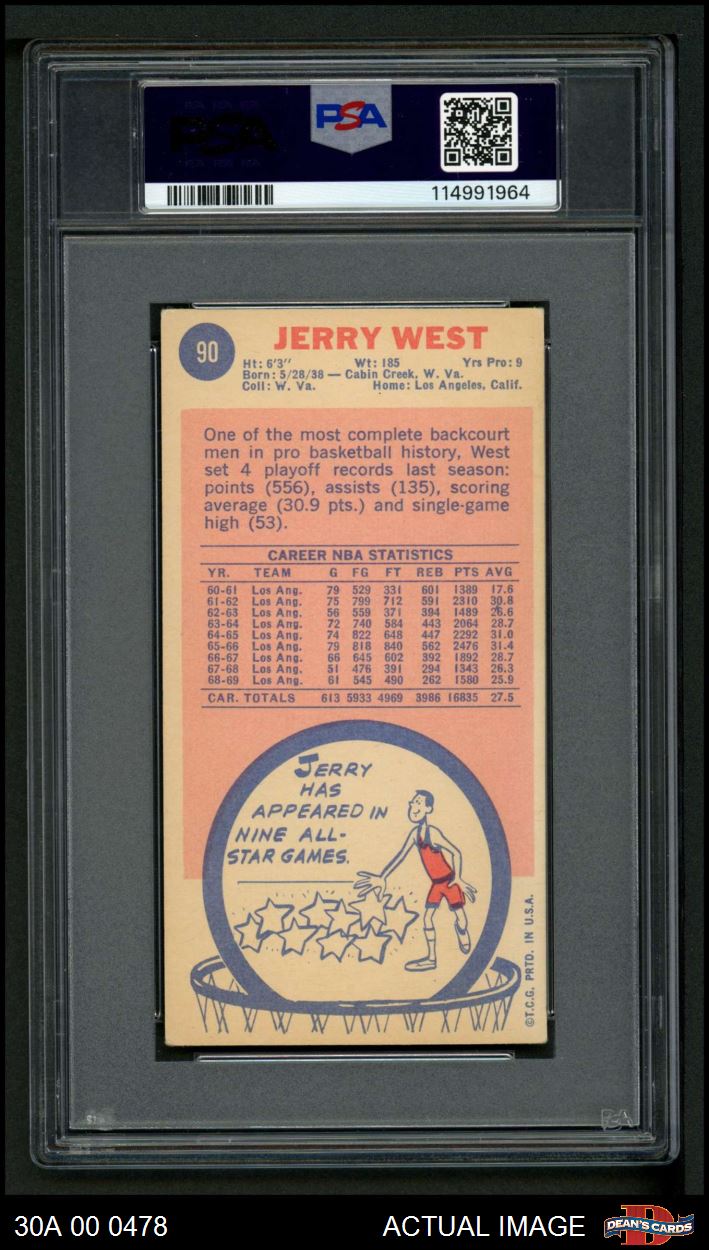 PSA
PSA
114991964
90
JERRY WEST
Ht: 6'3'' Wt: 185 Yrs Pro: 9
Born: 5/28/38 — Cabin Creek, W. Va.
Coll: W. Va. Home: Los Angeles, Calif.
One of the most complete backcourt
men in pro basketball history, West
set 4 playoff records last season:
points (556), assists (135), scoring
average (30.9 pts.) and single-game
high (53).
CAREER NBA STATISTICS
YR. TEAM G FG FT REB PTS AVG
60-61 Los Ang. 79 529 331 601 1389 17.6
61-62 Los Ang. 75 799 712 591 2310 30.8
62-63 Los Ang. 56 559 371 394 1489 26.6
63-64 Los Ang. 72 740 584 443 2064 28.7
64-65 Los Ang. 74 822 648 447 2292 31.0
65-66 Los Ang. 79 818 840 562 2476 31.4
66-67 Los Ang. 66 645 602 392 1892 28.7
67-68 Los Ang. 51 476 391 294 1343 26.3
68-69 Los Ang. 61 545 490 262 1580 25.9
CAR. TOTALS 613 5933 4969 3986 16835 27.5
JERRY
HAS
APPEARED IN
NINE ALL-
STAR GAMES.
©T.C.G. PRTD. IN U.S.A.
PSA
30A 00 0478
ACTUAL IMAGE
D
DEAN'S CARDS